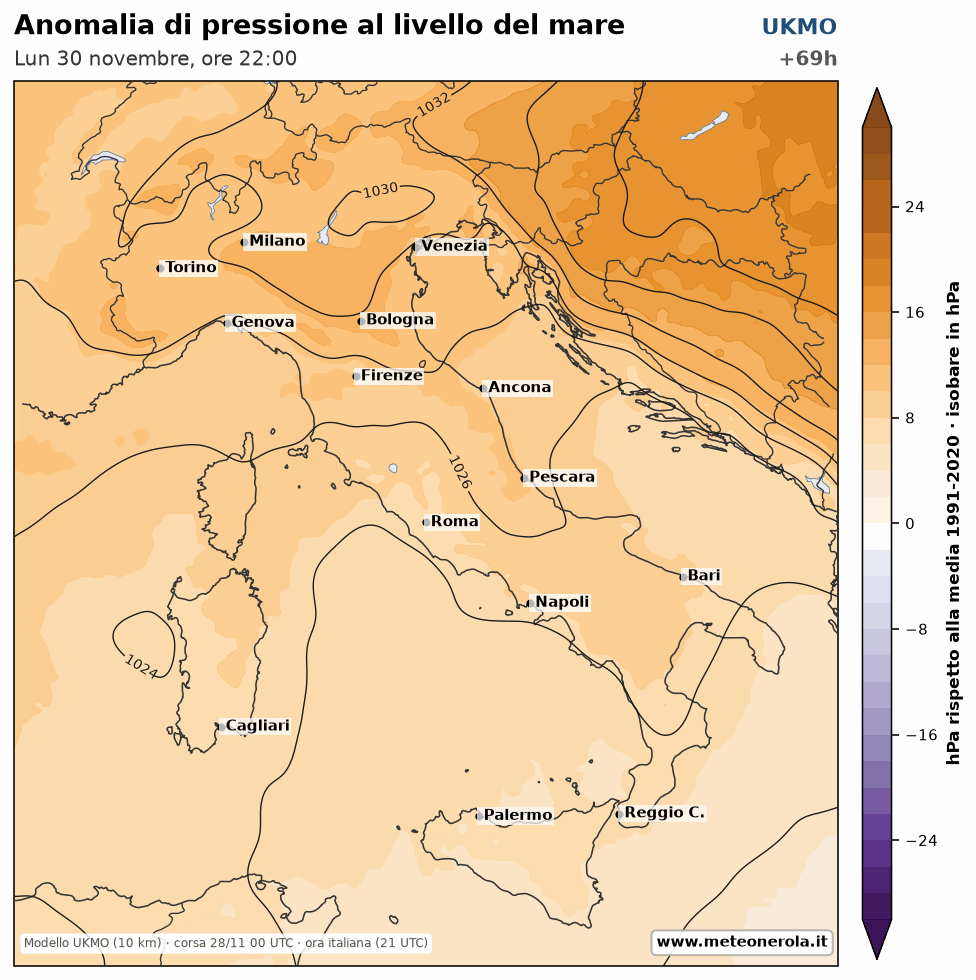 Anomalia di pressione al livello del mare
UKMO
Lun 30 novembre, ore 22:00
+69h
1032
1030
Milano
Venezia
Torino
Genova
Bologna
Firenze
Ancona
1026
Pescara
Roma
Bari
Napoli
1024
Cagliari
Palermo
Reggio C.
Modello UKMO (10 km) · corsa 28/11 00 UTC · ora italiana (21 UTC)
www.meteonerola.it
24
16
8
0
−8
−16
−24
hPa rispetto alla media 1991-2020 · isobare in hPa